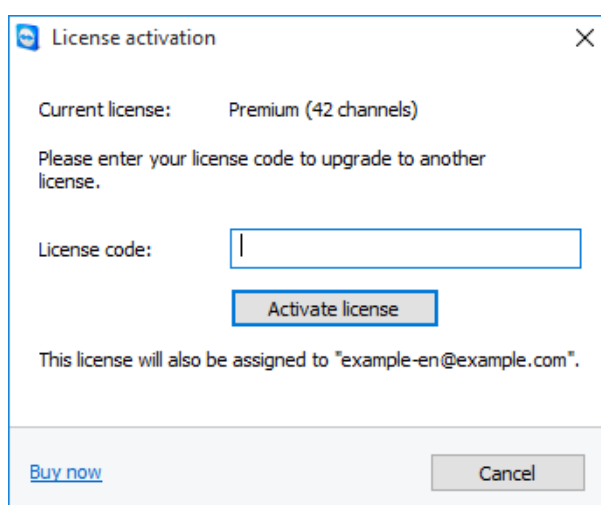 License activation
Current license: Premium (42 channels)
Please enter your license code to upgrade to another
license.
License code:
Activate license
This license will also be assigned to "example-en@example.com".
Buy now Cancel